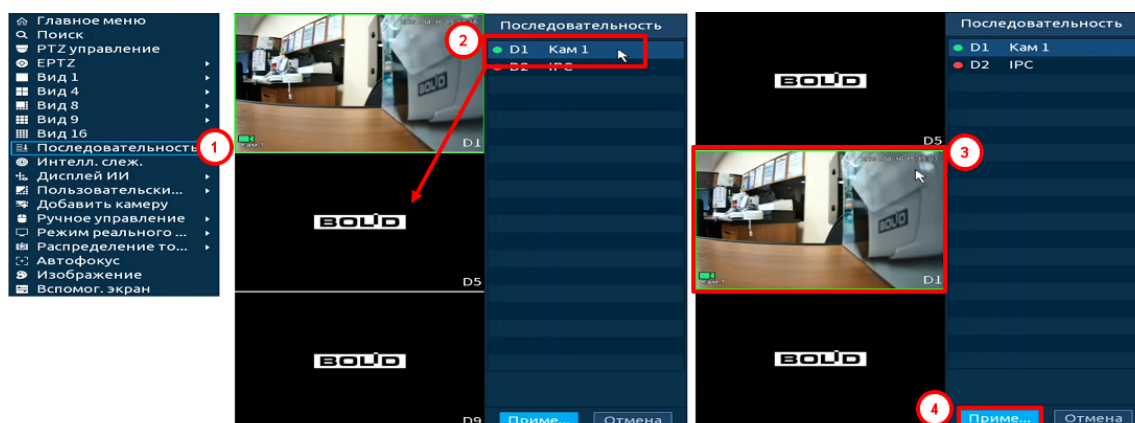 Главное меню
Поиск
PTZ управление
EPTZ
Вид 1
Вид 4
Вид 8
Вид 9
Вид 16
Последовательность
Интелл. слеж.
Дисплей ИИ
Пользовательски...
Добавить камеру
Ручное управление
Режим реального ...
Распределение то...
Автофокус
Изображение
Вспомог. экран
1
BOLID
D1
BOLID
D5
BOLID
D9
2
Последовательность
D1 Кам 1
D2 IPC
Приме... Отмена
BOLID
D5
3
D1
BOLID
Последовательность
D1 Кам 1
D2 IPC
4
Приме... Отмена